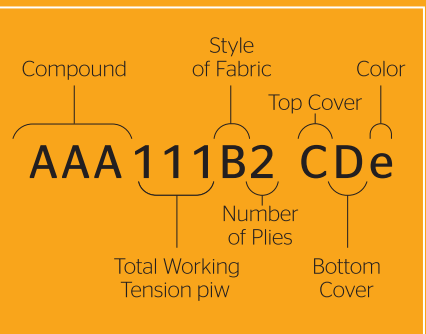 Style
of Fabric
Compound
Color
Top Cover
AAA111B2 CDe
Number
of Plies
Total Working
Tension piw
Bottom
Cover